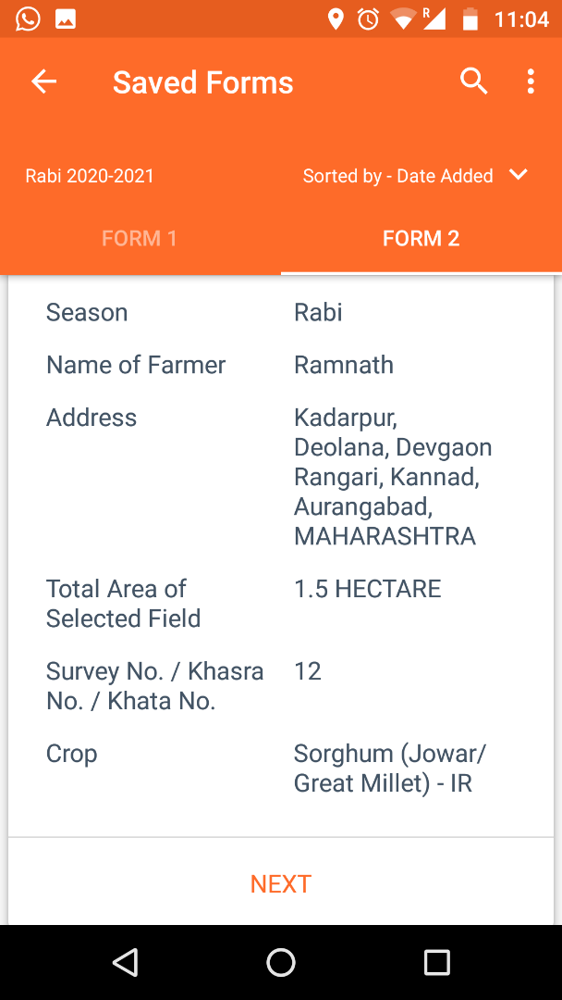 R
11:04
Saved Forms
Rabi 2020-2021
Sorted by - Date Added
FORM 1
FORM 2
Season
Rabi
Name of Farmer
Ramnath
Address
Kadarpur,
Deolana, Devgaon
Rangari, Kannad,
Aurangabad,
MAHARASHTRA
Total Area of
Selected Field
1.5 HECTARE
Survey No. / Khasra
No. / Khata No.
12
Crop
Sorghum (Jowar/
Great Millet) - IR
NEXT